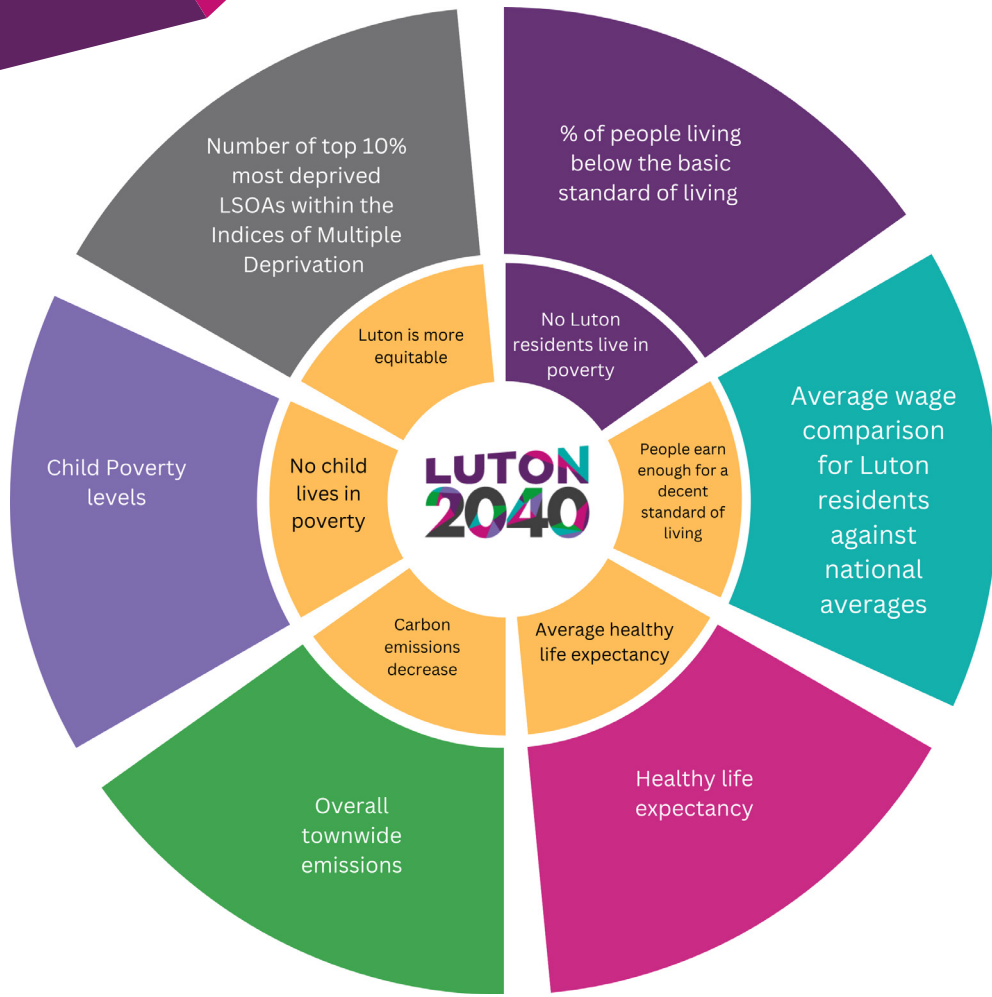 % of people living
below the basic
standard of living
No Luton
residents live in
poverty
Average wage
comparison
for Luton
residents
against
national
averages
People earn
enough for a
decent
standard of
living
Healthy life
expectancy
Average healthy
life expectancy
Overall
townwide
emissions
Carbon
emissions
decrease
Child Poverty
levels
No child
lives in
poverty
Number of top 10%
most deprived
LSOAs within the
Indices of Multiple
Deprivation
Luton is more
equitable
LUTON
2040